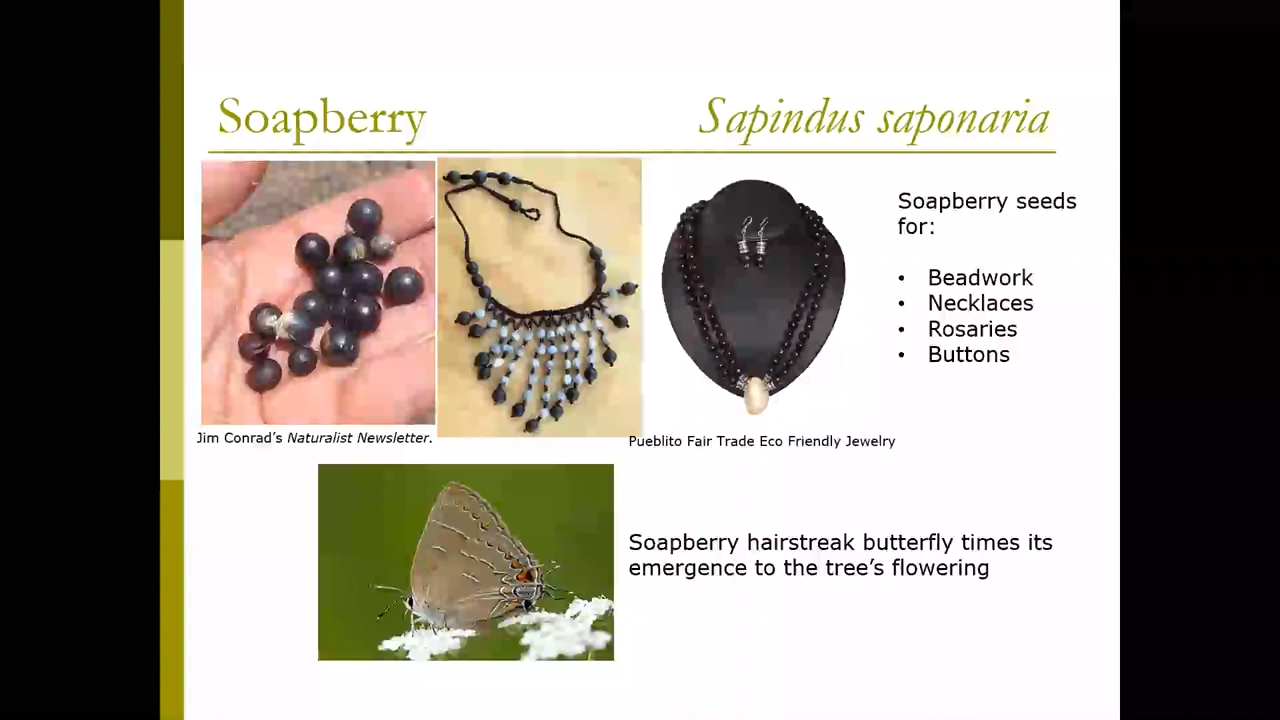 Soapberry
Sapindus saponaria
Soapberry seeds
for:
• Beadwork
• Necklaces
• Rosaries
• Buttons
Jim Conrad’s Naturalist Newsletter.
Pueblito Fair Trade Eco Friendly Jewelry
Soapberry hairstreak butterfly times its
emergence to the tree’s flowering